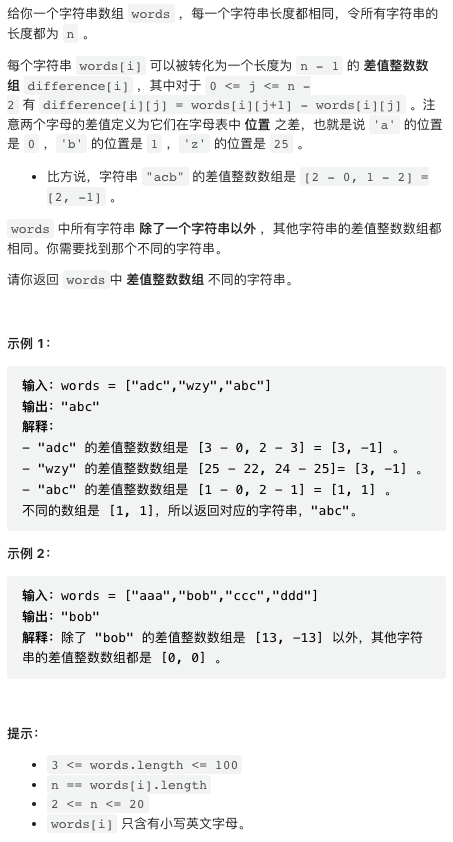 给你一个字符串数组 words ，每一个字符串长度都相同，令所有字符串的
长度都为 n 。
每个字符串 words[i] 可以被转化为一个长度为 n - 1 的 差值整数数
组 difference[i] ，其中对于 0 <= j <= n -
2 有 difference[i][j] = words[i][j+1] - words[i][j] 。注
意两个字母的差值定义为它们在字母表中 位置 之差，也就是说 'a' 的位置
是 0 ，'b' 的位置是 1 ，'z' 的位置是 25 。
• 比方说，字符串 "acb" 的差值整数数组是 [2 - 0, 1 - 2] =
[2, -1] 。
words 中所有字符串 除了一个字符串以外 ，其他字符串的差值整数数组都
相同。你需要找到那个不同的字符串。
请你返回 words中 差值整数数组 不同的字符串。
示例 1：
输入：words = ["adc","wzy","abc"]
输出："abc"
解释：
- "adc" 的差值整数数组是 [3 - 0, 2 - 3] = [3, -1] 。
- "wzy" 的差值整数数组是 [25 - 22, 24 - 25]= [3, -1] 。
- "abc" 的差值整数数组是 [1 - 0, 2 - 1] = [1, 1] 。
不同的数组是 [1, 1]，所以返回对应的字符串，"abc"。
示例 2：
输入：words = ["aaa","bob","ccc","ddd"]
输出："bob"
解释：除了 "bob" 的差值整数数组是 [13, -13] 以外，其他字符
串的差值整数数组都是 [0, 0] 。
提示：
• 3 <= words.length <= 100
• n == words[i].length
• 2 <= n <= 20
• words[i] 只含有小写英文字母。